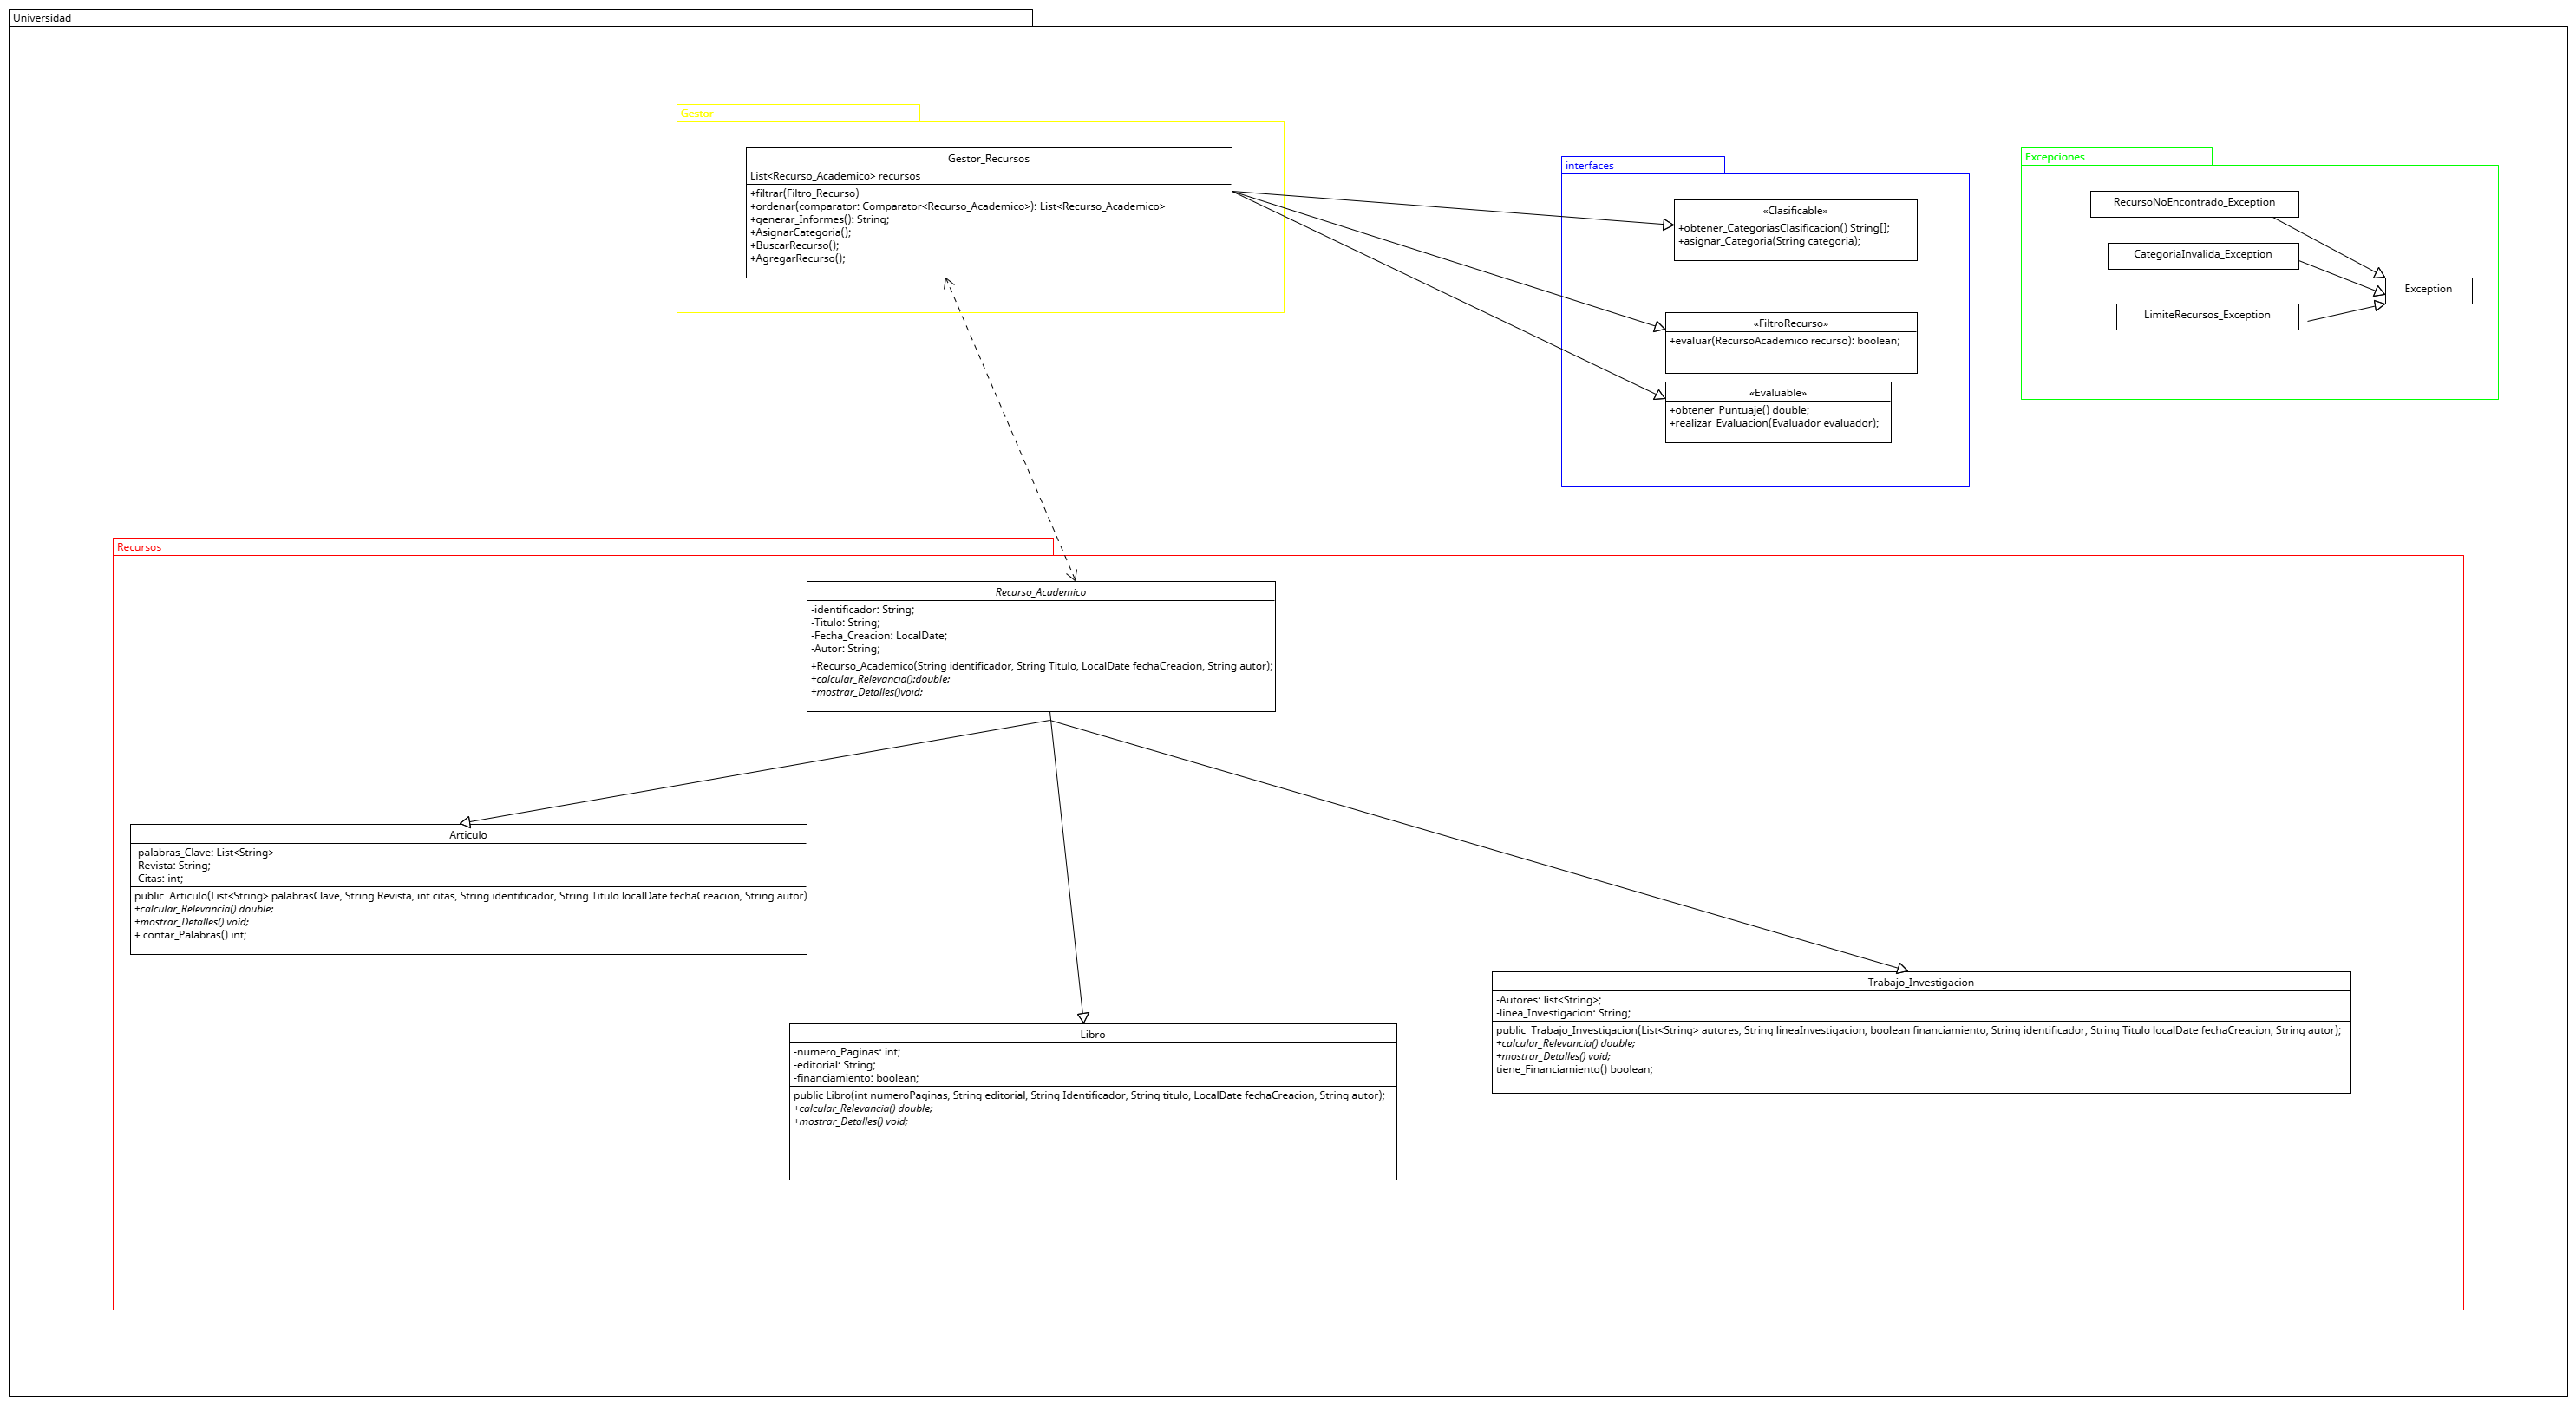 Universidad
Gestor
Gestor_Recursos
List<Recurso_Academico> recursos
+filtrar(Filtro_Recurso)
+ordenar(comparator: Comparator<Recurso_Academico>): List<Recurso_Academico>
+generar_Informes(): String;
+AsignarCategoria();
+BuscarRecurso();
+AgregarRecurso();
interfaces
«Clasificable»
+obtener_CategoriasClasificacion() String[];
+asignar_Categoria(String categoria);
«FiltroRecurso»
+evaluar(RecursoAcademico recurso): boolean;
«Evaluable»
+obtener_Puntuaje() double;
+realizar_Evaluacion(Evaluador evaluador);
Excepciones
RecursoNoEncontrado_Exception
CategoriaInvalida_Exception
Exception
LimiteRecursos_Exception
Recursos
Recurso_Academico
-identificador: String;
-Titulo: String;
-Fecha_Creacion: LocalDate;
-Autor: String;
+Recurso_Academico(String identificador, String Titulo, LocalDate fechaCreacion, String autor);
+calcular_Relevancia():double;
+mostrar_Detalles()void;
Articulo
-palabras_Clave: List<String>
-Revista: String;
-Citas: int;
public  Articulo(List<String> palabrasClave, String Revista, int citas, String identificador, String Titulo localDate fechaCreacion, String autor)
+calcular_Relevancia() double;
+mostrar_Detalles() void;
+ contar_Palabras() int;
Libro
-numero_Paginas: int;
-editorial: String;
-financiamiento: boolean;
public Libro(int numeroPaginas, String editorial, String Identificador, String titulo, LocalDate fechaCreacion, String autor);
+calcular_Relevancia() double;
+mostrar_Detalles() void;
Trabajo_Investigacion
-Autores: list<String>;
-linea_Investigacion: String;
public  Trabajo_Investigacion(List<String> autores, String lineaInvestigacion, boolean financiamiento, String identificador, String Titulo localDate fechaCreacion, String autor);
+calcular_Relevancia() double;
+mostrar_Detalles() void;
tiene_Financiamiento() boolean;